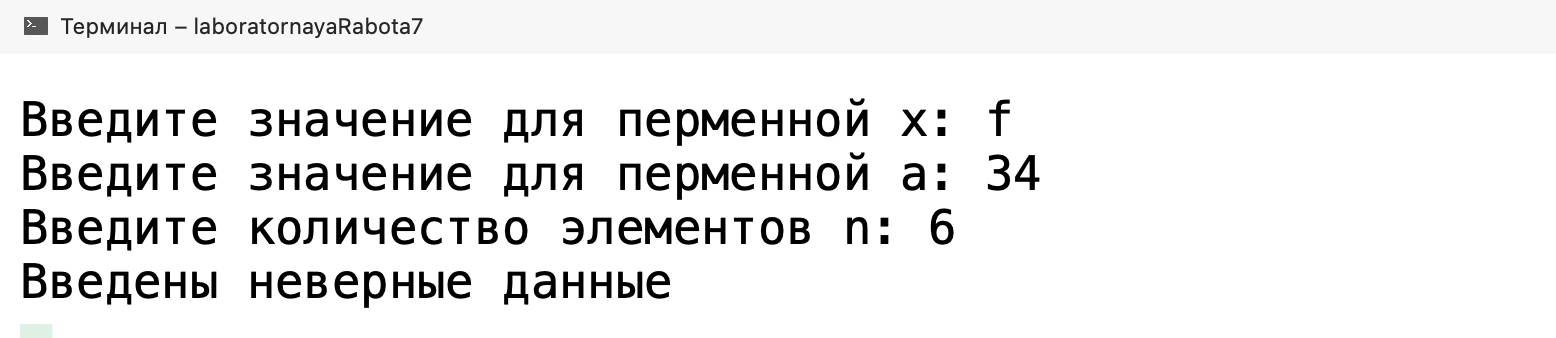 Терминал – laboratornayaRabota7
Введите значение для перменной x: f
Введите значение для перменной a: 34
Введите количество элементов n: 6
Введены неверные данные